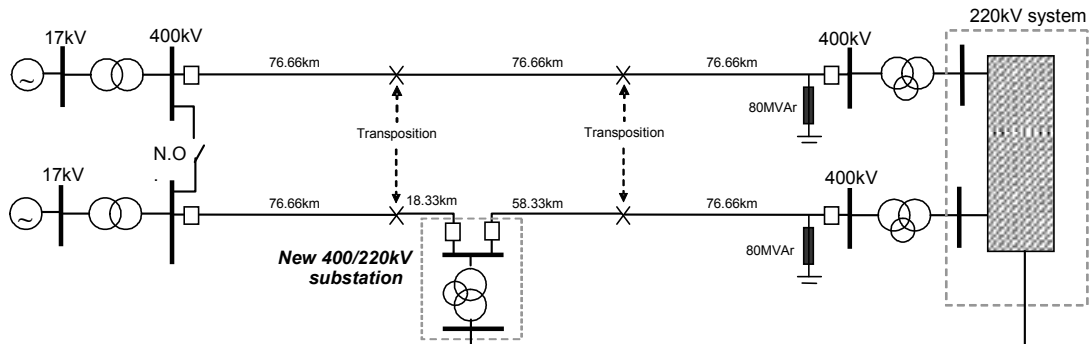 220kV system
17kV
400kV
400kV
76.66km
76.66km
76.66km
~
80MVAr
Transposition
Transposition
N.O
.
17kV
400kV
76.66km
18.33km
58.33km
76.66km
~
New 400/220kV
substation
80MVAr